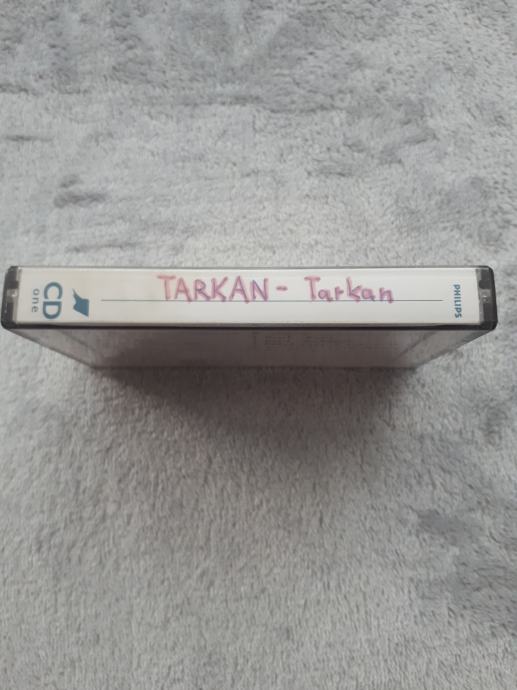 CD
one
TARKAN - Tarkan
PHILIPS